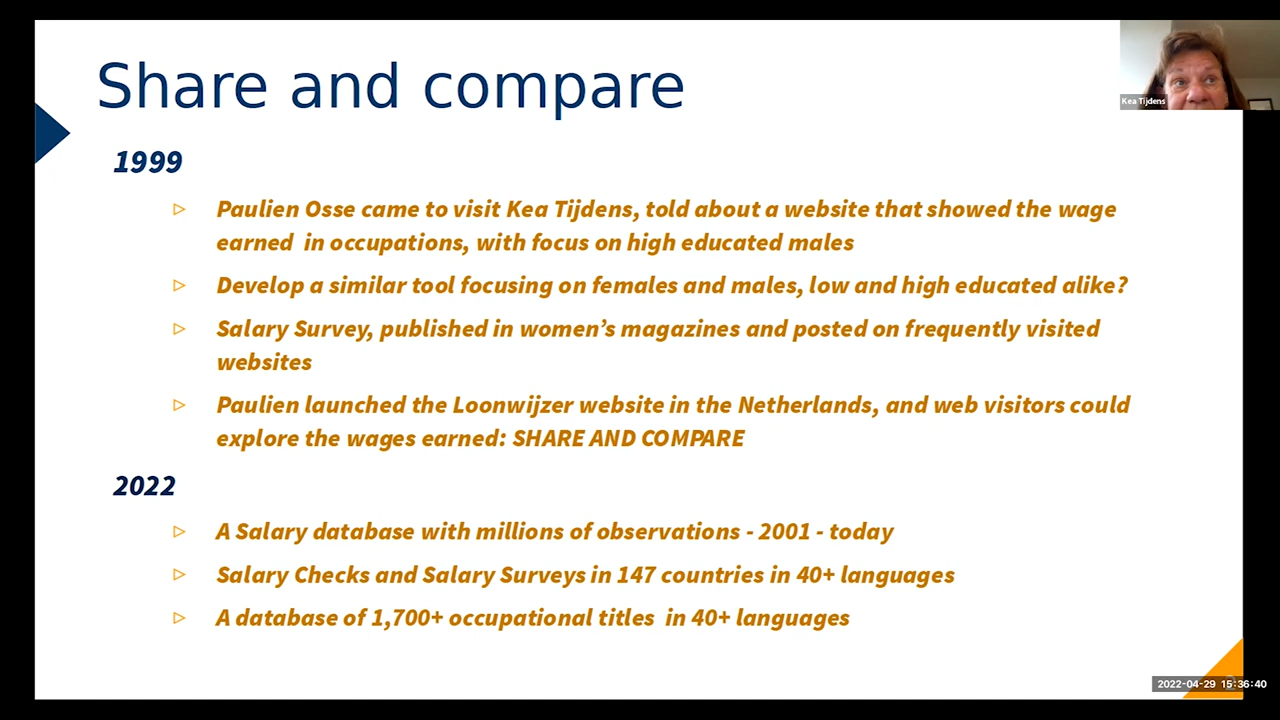 Share and compare
Kea Tijdens
1999
Paulien Osse came to visit Kea Tijdens, told about a website that showed the wage
earned in occupations, with focus on high educated males
Develop a similar tool focusing on females and males, low and high educated alike?
Salary Survey, published in women’s magazines and posted on frequently visited
websites
Paulien launched the Loonwijzer website in the Netherlands, and web visitors could
explore the wages earned: SHARE AND COMPARE
2022
A Salary database with millions of observations - 2001 - today
Salary Checks and Salary Surveys in 147 countries in 40+ languages
A database of 1,700+ occupational titles in 40+ languages
2022-04-29 15:36:40